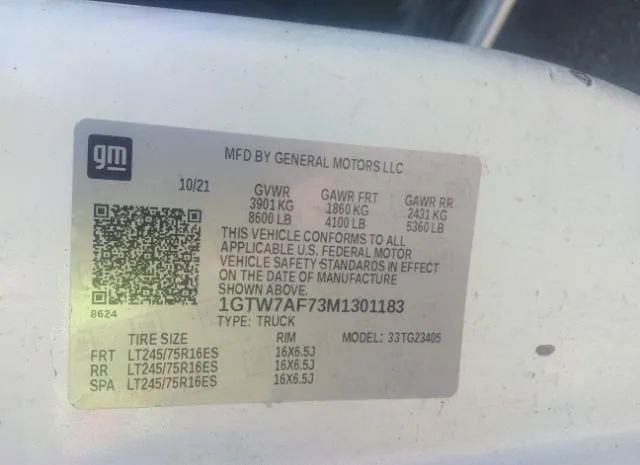 gm
MFD BY GENERAL MOTORS LLC
10/21 GVWR GAWR FRT GAWR RR
3901 KG 1860 KG 2431 KG
8600 LB 4100 LB 5360 LB
THIS VEHICLE CONFORMS TO ALL
APPLICABLE U.S. FEDERAL MOTOR
VEHICLE SAFETY STANDARDS IN EFFECT
ON THE DATE OF MANUFACTURE
SHOWN ABOVE.
8624 1GTW7AF73M1301183
TYPE: TRUCK
TIRE SIZE RIM MODEL: 33TG23405
FRT LT245/75R16ES 16X6.5J
RR LT245/75R16ES 16X6.5J
SPA LT245/75R16ES 16X6.5J